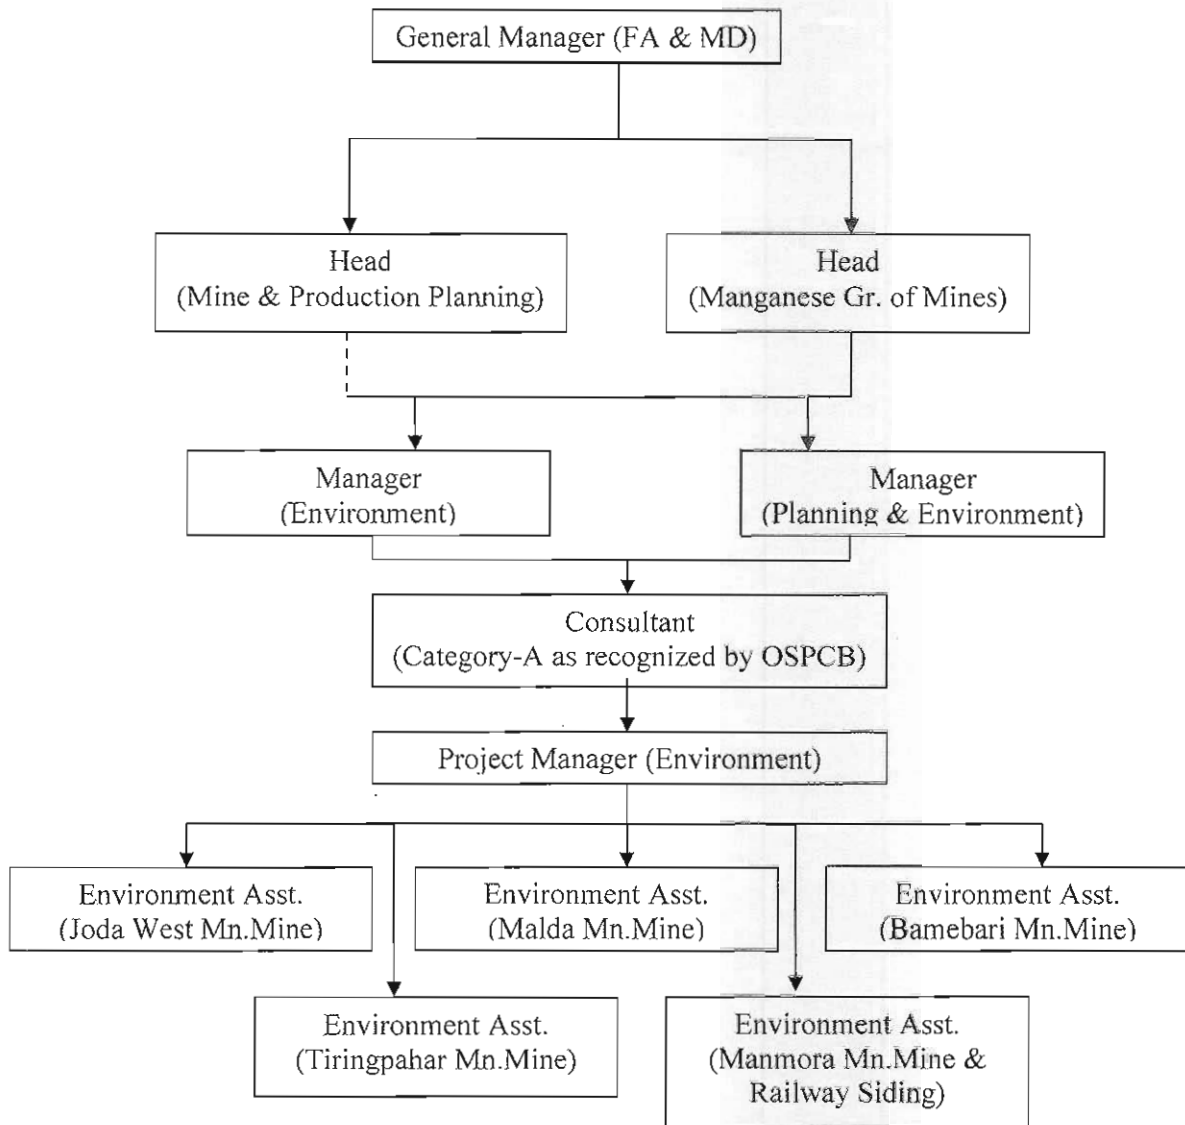 General Manager (FA & MD)
Head
(Mine & Production Planning)
Head
(Manganese Gr. of Mines)
Manager
(Environment)
Manager
(Planning & Environment)
Consultant
(Category-A as recognized by OSPCB)
Project Manager (Environment)
Environment Asst.
(Joda West Mn.Mine)
Environment Asst.
(Malda Mn.Mine)
Environment Asst.
(Bamebari Mn.Mine)
Environment Asst.
(Tiringpahar Mn.Mine)
Environment Asst.
(Manmora Mn.Mine &
Railway Siding)